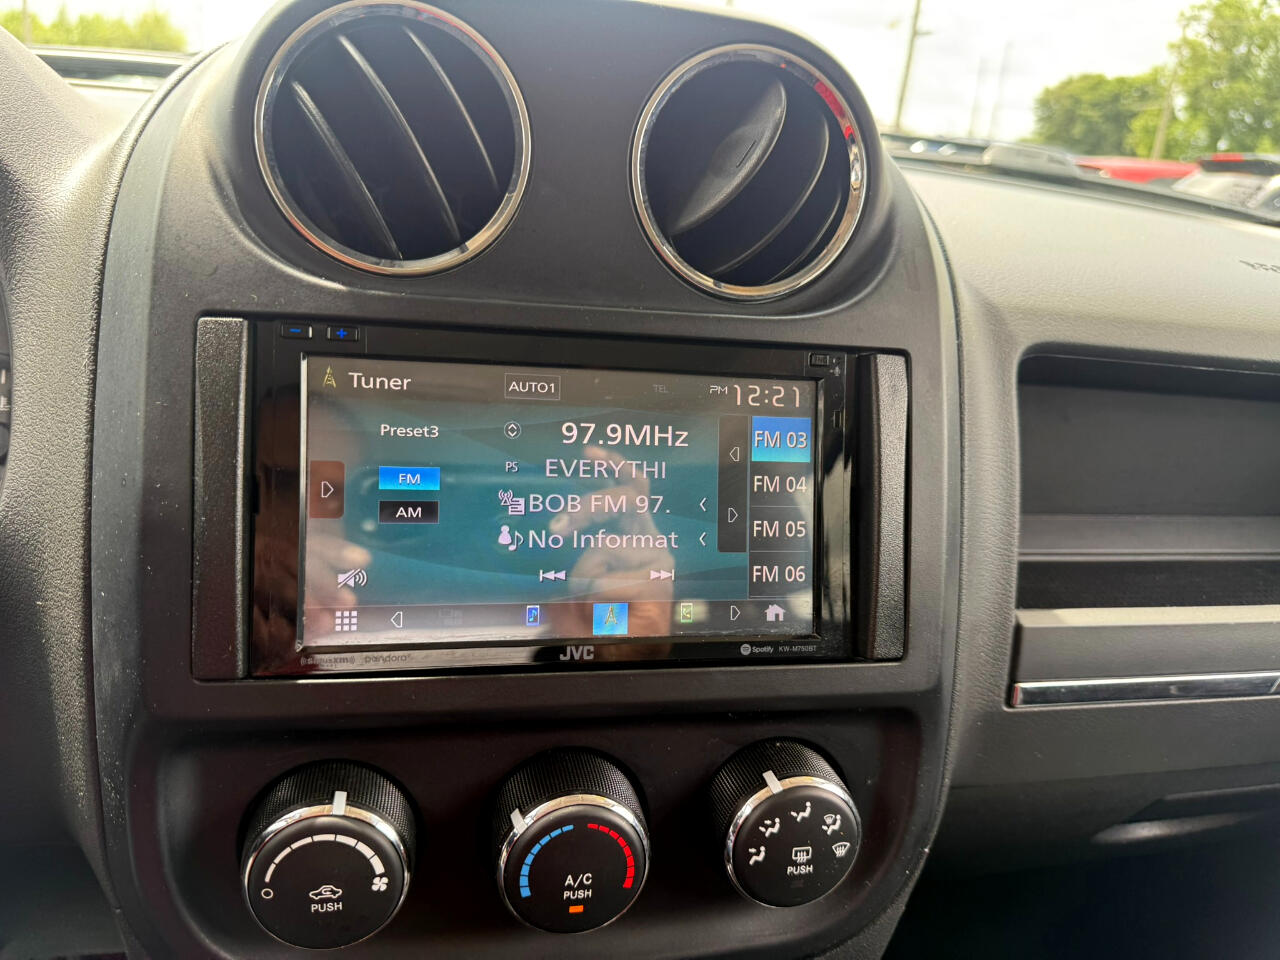 Tuner
AUTO1
TEL
PM 12:21
Preset3
97.9MHz
FM 03
FM
PS EVERYTHI
FM 04
AM
BOB FM 97.
FM 05
No Informat
FM 06
SiriusXM
pandora
JVC
Spotify KW-M750BT
PUSH
A/C
PUSH
PUSH